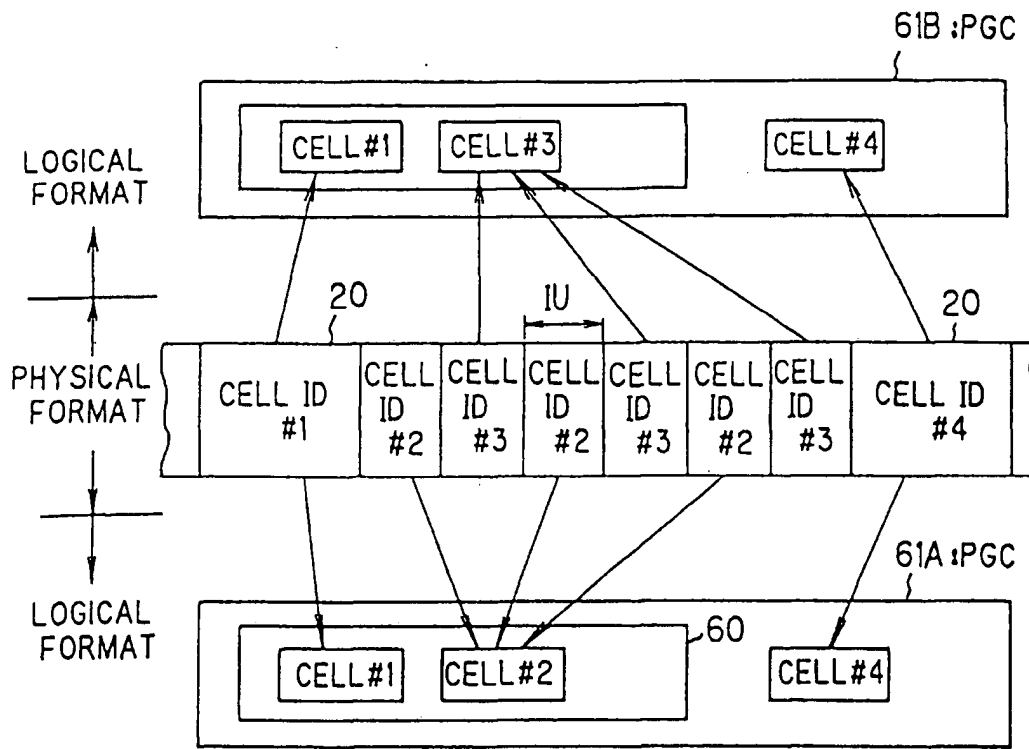 61B :PGC
CELL#1
CELL#3
CELL#4
LOGICAL
FORMAT
20
IU
20
PHYSICAL
FORMAT
CELL ID
#1
CELL
ID
#2
CELL
ID
#3
CELL
ID
#2
CELL
ID
#3
CELL
ID
#2
CELL
ID
#3
CELL ID
#4
61A :PGC
LOGICAL
FORMAT
60
CELL#1
CELL#2
CELL#4